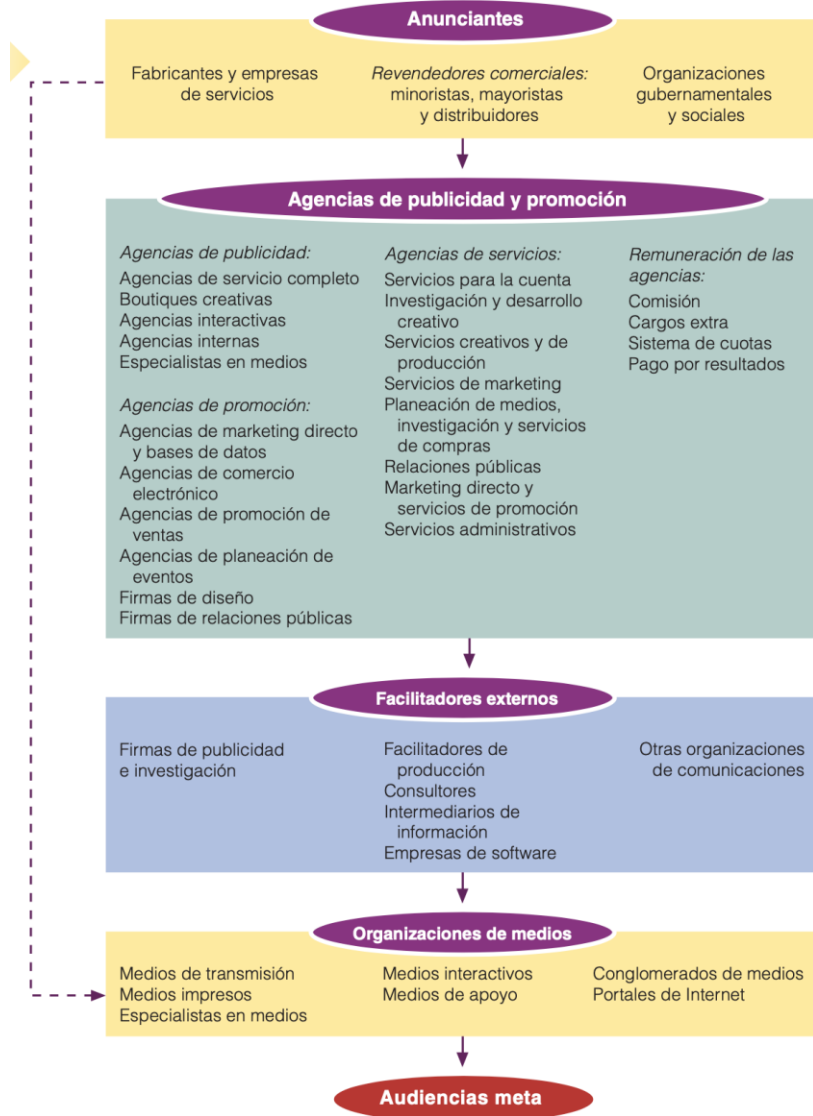 Anunciantes
Fabricantes y empresas
de servicios
Revendedores comerciales:
minoristas, mayoristas
y distribuidores
Organizaciones
gubernamentales
y sociales
Agencias de publicidad y promoción
Agencias de publicidad:
Agencias de servicio completo
Boutiques creativas
Agencias interactivas
Agencias internas
Especialistas en medios
Agencias de promoción:
Agencias de marketing directo
y bases de datos
Agencias de comercio
electrónico
Agencias de promoción de
ventas
Agencias de planeación de
eventos
Firmas de diseño
Firmas de relaciones públicas
Agencias de servicios:
Servicios para la cuenta
Investigación y desarrollo
creativo
Servicios creativos y de
producción
Servicios de marketing
Planeación de medios,
investigación y servicios
de compras
Relaciones públicas
Marketing directo y
servicios de promoción
Servicios administrativos
Remuneración de las
agencias:
Comisión
Cargos extra
Sistema de cuotas
Pago por resultados
Facilitadores externos
Firmas de publicidad
e investigación
Facilitadores de
producción
Consultores
Intermediarios de
información
Empresas de software
Otras organizaciones
de comunicaciones
Organizaciones de medios
Medios de transmisión
Medios impresos
Especialistas en medios
Medios interactivos
Medios de apoyo
Conglomerados de medios
Portales de Internet
Audiencias meta